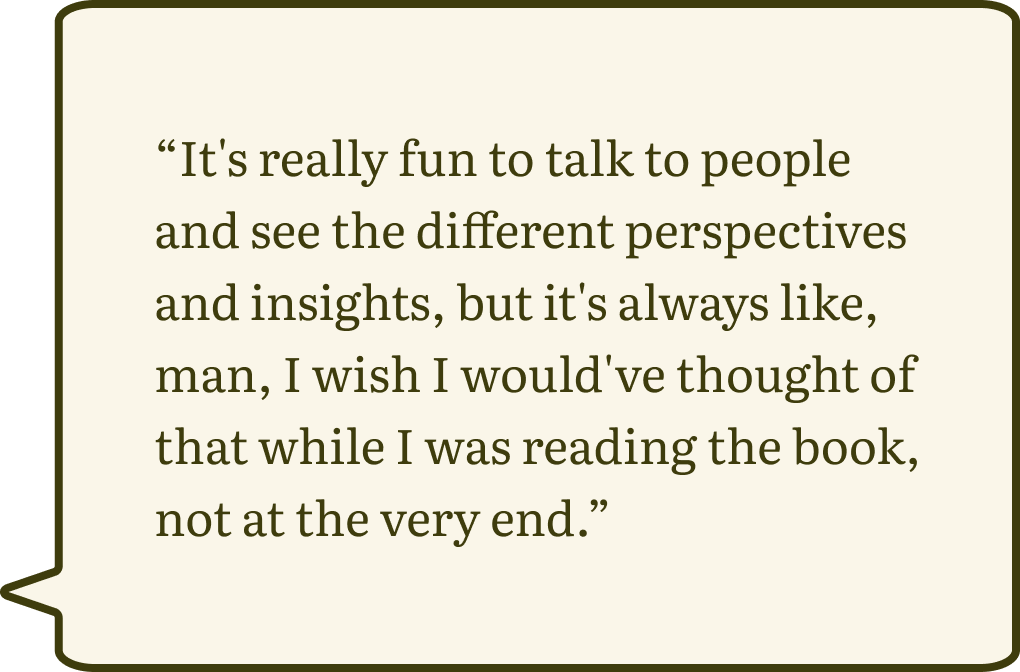 “It's really fun to talk to people
and see the different perspectives
and insights, but it's always like,
man, I wish I would've thought of
that while I was reading the book,
not at the very end.”